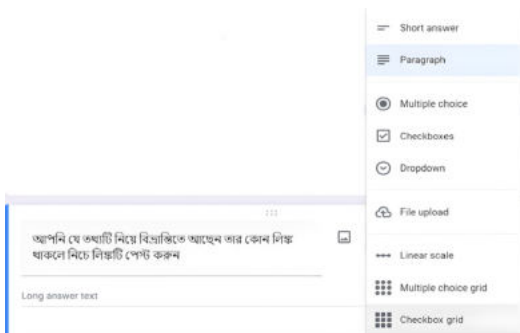 Short answer
Paragraph
Multiple choice
Checkboxes
Dropdown
File upload
Linear scale
Multiple choice grid
Checkbox grid
আপনি যে তথ্যটি নিয়ে বিভ্রান্তিতে আছেন তার কোন লিঙ্ক
থাকলে নিচে লিঙ্কটি পেস্ট করুন
Long answer text